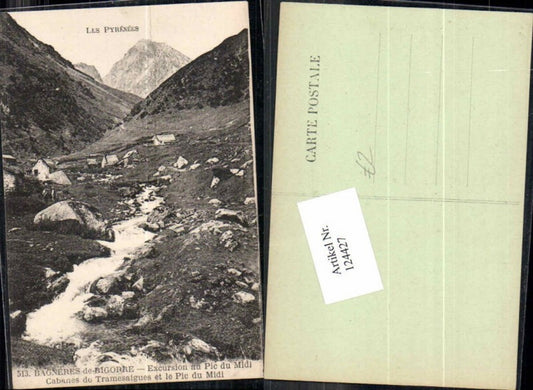 LES PYRÉNÉES
513. BAGNÈRES-de-BIGORRE — Excursion au Pic du Midi
Cabanes de Tramesaïgues et le Pic du Midi
CARTE POSTALE
Artikel Nr.
124427